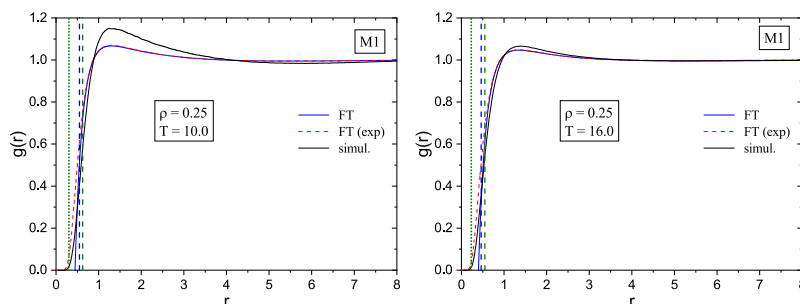 1.2
1.0
0.8
0.6
0.4
0.2
0.0
g(r)
M1
ρ = 0.25
T = 10.0
FT
FT (exp)
simul.
0 1 2 3 4 5 6 7 8
r
1.2
1.0
0.8
0.6
0.4
0.2
0.0
g(r)
M1
ρ = 0.25
T = 16.0
FT
FT (exp)
simul.
0 1 2 3 4 5 6 7 8
r